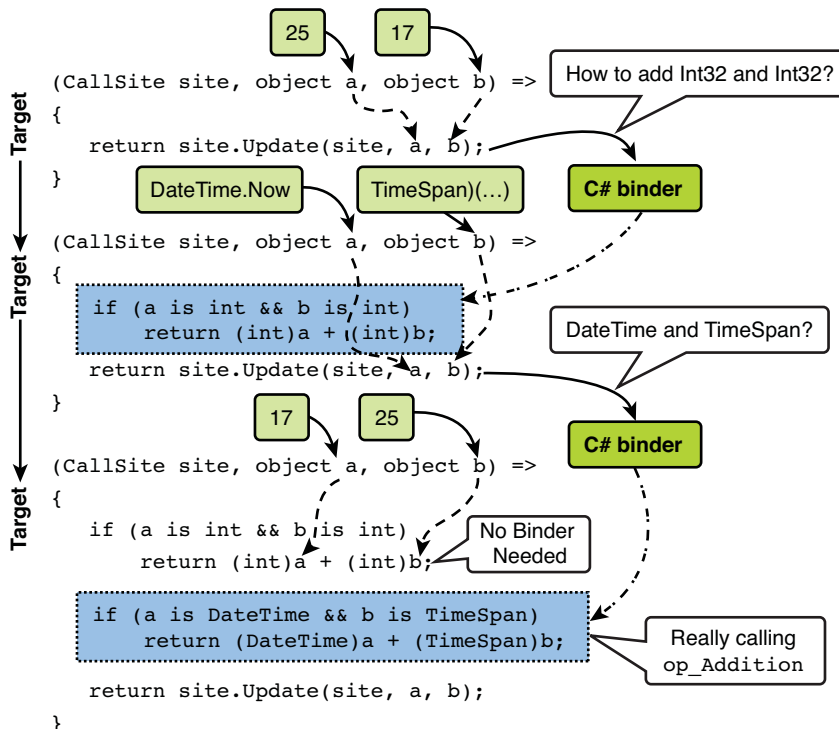 25
17
(CallSite site, object a, object b) =>
How to add Int32 and Int32?
{
return site.Update(site, a, b);
}
Target
DateTime.Now
TimeSpan)(…)
C# binder
(CallSite site, object a, object b) =>
{
if (a is int && b is int)
return (int)a + (int)b;
DateTime and TimeSpan?
return site.Update(site, a, b);
}
Target
17
25
C# binder
(CallSite site, object a, object b) =>
{
if (a is int && b is int)
return (int)a + (int)b;
No Binder
Needed
Target
if (a is DateTime && b is TimeSpan)
return (DateTime)a + (TimeSpan)b;
Really calling
op_Addition
return site.Update(site, a, b);
}